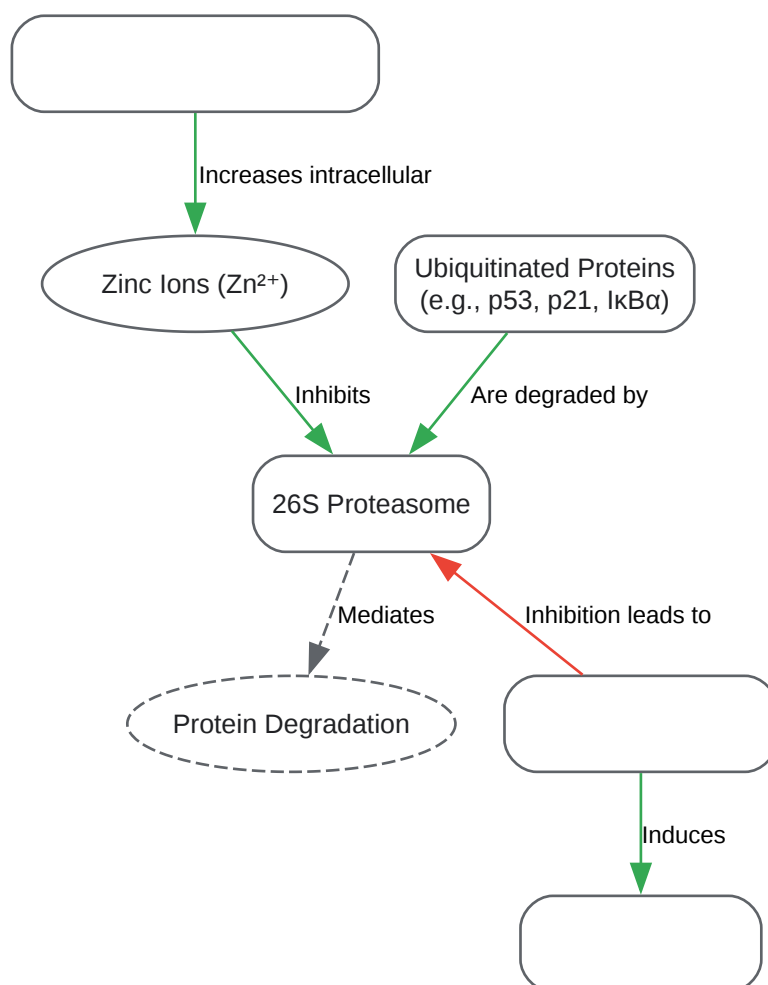 Increases intracellular
Zinc Ions (Zn²⁺)
Ubiquitinated Proteins
(e.g., p53, p21, IκBα)
Inhibits
Are degraded by
26S Proteasome
Mediates
Inhibition leads to
Protein Degradation
Induces